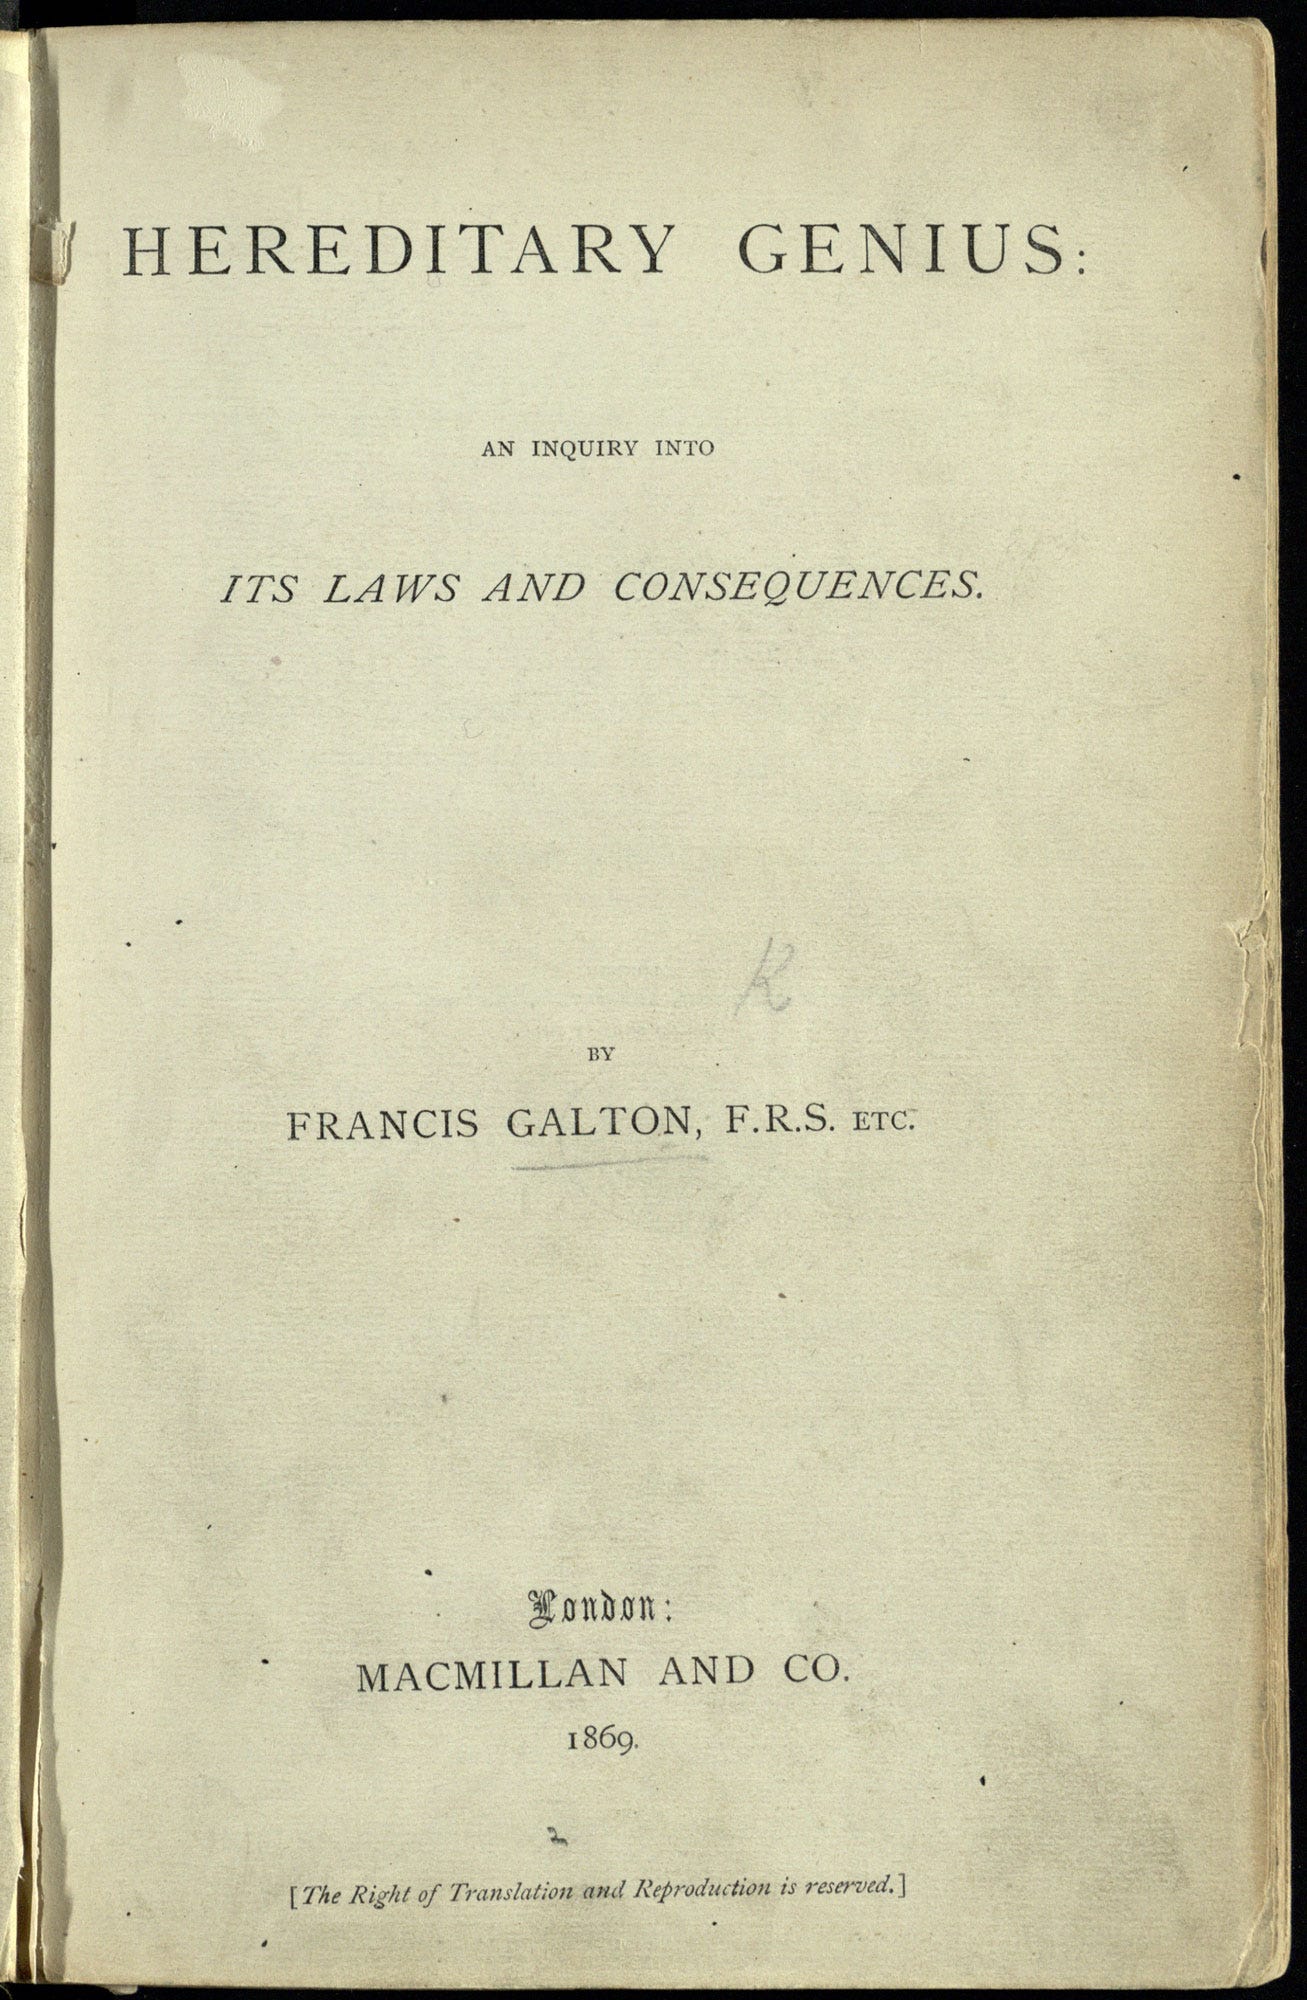 HEREDITARY GENIUS:
AN INQUIRY INTO
ITS LAWS AND CONSEQUENCES.
K
BY
FRANCIS GALTON, F.R.S. ETC.
London:
MACMILLAN AND CO.
1869.
2
[The Right of Translation and Reproduction is reserved.]